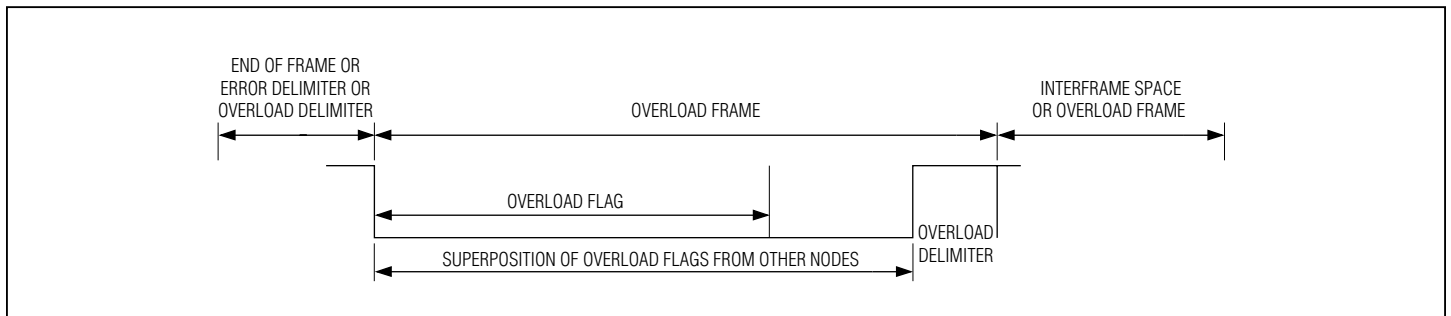 END OF FRAME OR
ERROR DELIMITER OR
OVERLOAD DELIMITER
OVERLOAD FRAME
INTERFRAME SPACE
OR OVERLOAD FRAME
OVERLOAD FLAG
OVERLOAD
DELIMITER
SUPERPOSITION OF OVERLOAD FLAGS FROM OTHER NODES